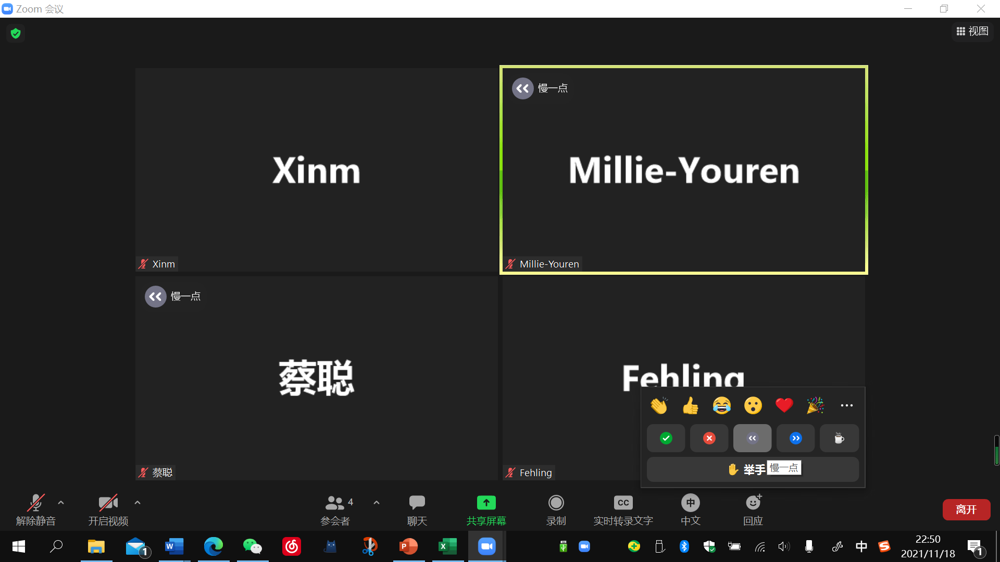 Zoom 会议
视图
慢一点
Xinm
Millie-Youren
Xinm
Millie-Youren
慢一点
蔡聪
Fehling
蔡聪
Fehling
举手
慢一点
4
解除静音
开启视频
参会者
聊天
共享屏幕
录制
CC
实时转录文字
中
中文
回应
离开
1
W
P
X
中
S
22:50
2021/11/18
1